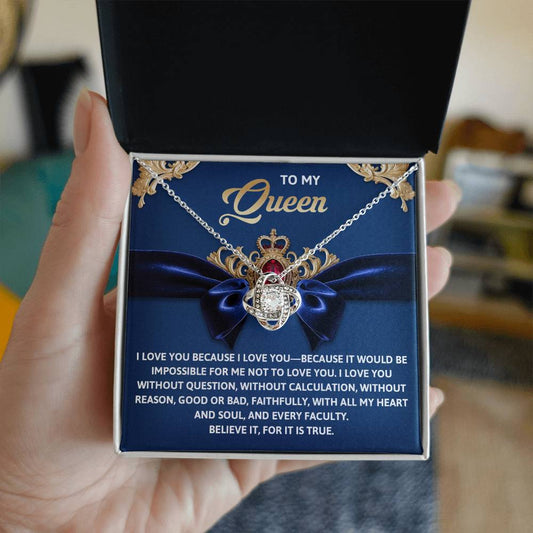 TO MY
Queen
I LOVE YOU BECAUSE I LOVE YOU—BECAUSE IT WOULD BE
IMPOSSIBLE FOR ME NOT TO LOVE YOU. I LOVE YOU
WITHOUT QUESTION, WITHOUT CALCULATION, WITHOUT
REASON, GOOD OR BAD, FAITHFULLY, WITH ALL MY HEART
AND SOUL, AND EVERY FACULTY.
BELIEVE IT, FOR IT IS TRUE.